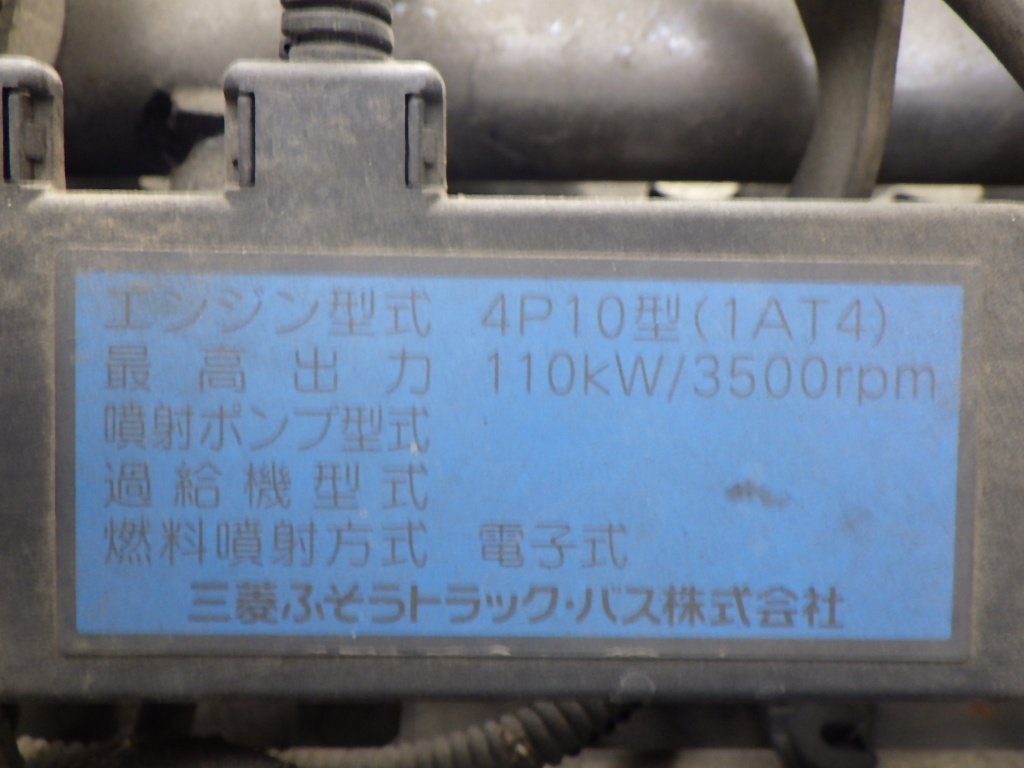 エンジン型式 4P10型(1AT4)
最高出力 110kW/3500rpm
噴射ポンプ型式
過給機型式
燃料噴射方式 電子式
三菱ふそうトラック・バス株式会社